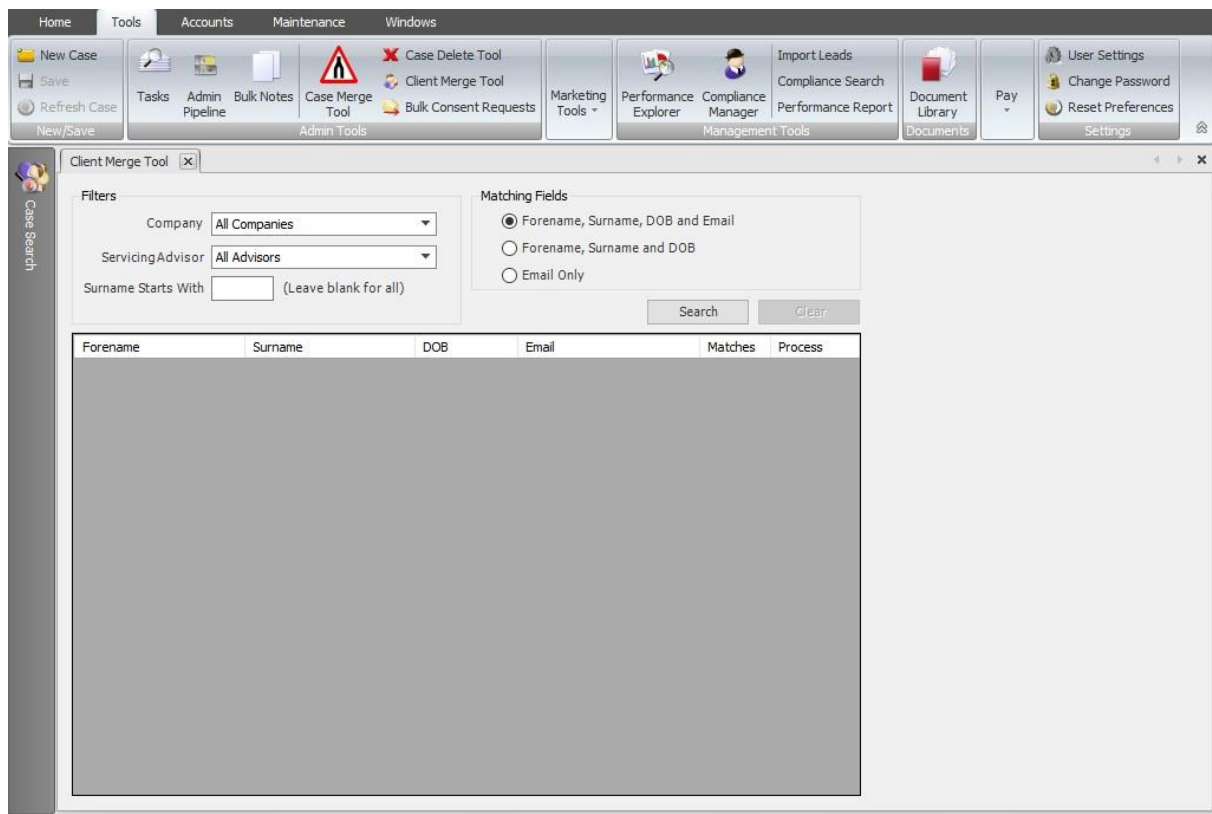 Home Tools Accounts Maintenance Windows
New Case
Save
Refresh Case
New/Save
Tasks
Admin
Pipeline
Bulk Notes
Case Merge
Tool
Case Delete Tool
Client Merge Tool
Bulk Consent Requests
Admin Tools
Marketing
Tools
Performance
Explorer
Compliance
Manager
Import Leads
Compliance Search
Performance Report
Management Tools
Document
Library
Documents
Pay
User Settings
Change Password
Reset Preferences
Settings
Case Search
Client Merge Tool
Filters
Company All Companies
Servicing Advisor All Advisors
Surname Starts With (Leave blank for all)
Matching Fields
Forename, Surname, DOB and Email
Forename, Surname and DOB
Email Only
Search Clear
Forename Surname DOB Email Matches Process